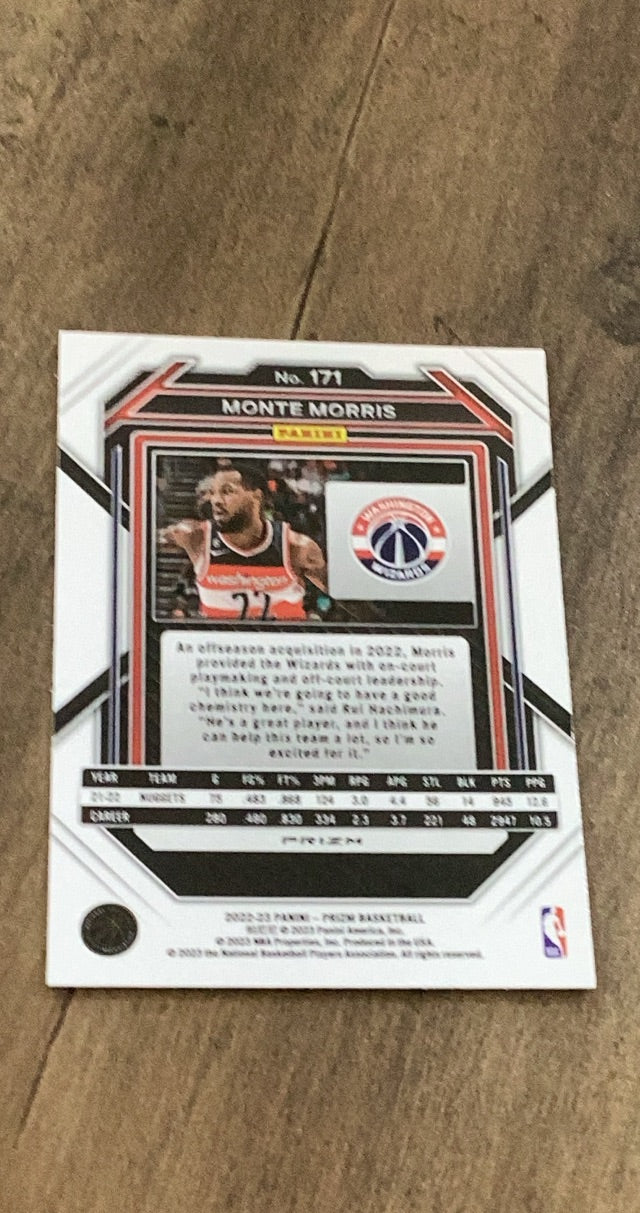 No. 171
MONTE MORRIS
PANINI
WASHINGTON
WIZARDS
washington
22
An offseason acquisition in 2022, Morris
provided the Wizards with on-court
playmaking and off-court leadership.
"I think we're going to have a good
chemistry here," said Rui Hachimura.
"He's a great player, and I think he
can help this team a lot, so I'm so
excited for it."
YEAR TEAM G FG% FT% 3PM RPG APG STL BLK PTS PPG
21-22 NUGGETS 75 .483 .868 124 3.0 4.4 14 945 12.6
CAREER 280 .480 .830 334 2.3 3.7 221 48 2947 10.5
PRIZM
2022-23 PANINI – PRIZM BASKETBALL
© 2023 Panini America, Inc.
© 2023 NBA Properties, Inc. Produced in the USA.
© 2023 the National Basketball Players Association. All rights reserved.